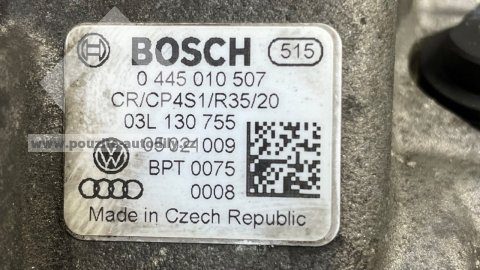 BOSCH 515
0 445 010 507
CR/CP4S1/R35/20
03L 130 755
www.pouzite-autodily.cz
1009
BPT 0075
0008
Made in Czech Republic